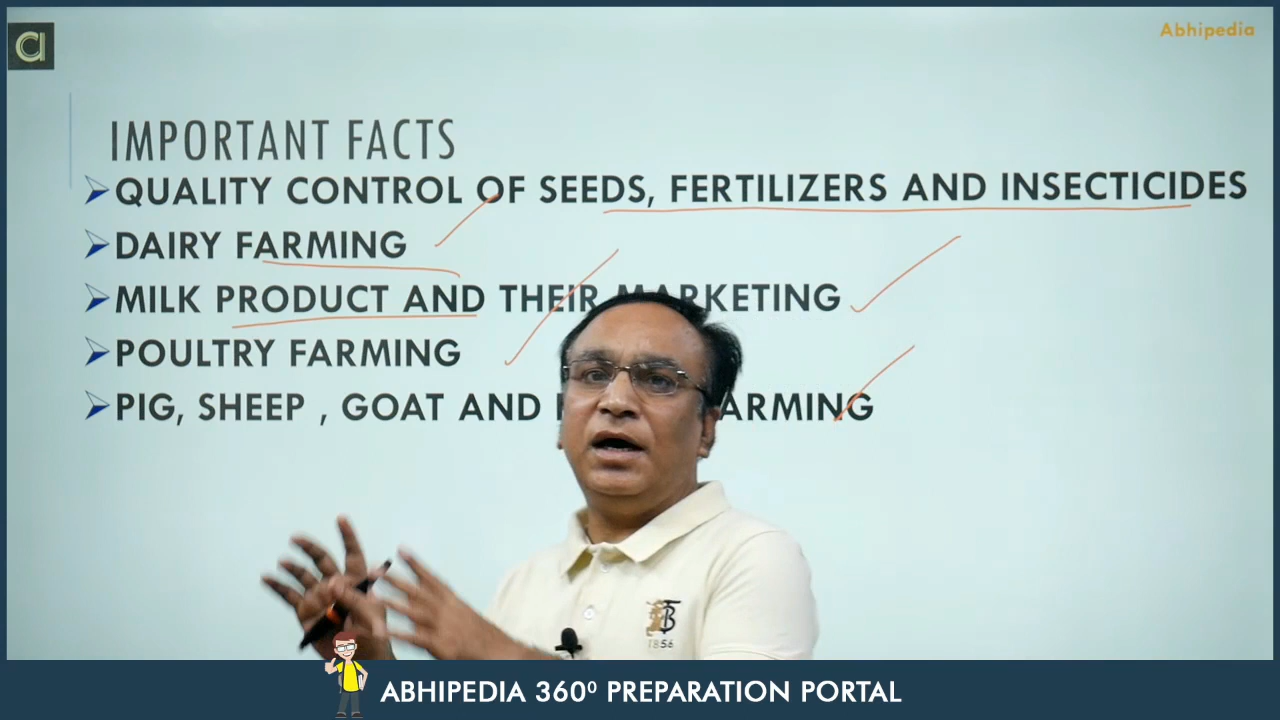 Abhipedia
IMPORTANT FACTS
QUALITY CONTROL OF SEEDS, FERTILIZERS AND INSECTICIDES
DAIRY FARMING
MILK PRODUCT AND THEIR MARKETING
POULTRY FARMING
PIG, SHEEP , GOAT AND ARMING
1856
ABHIPEDIA 360⁰ PREPARATION PORTAL